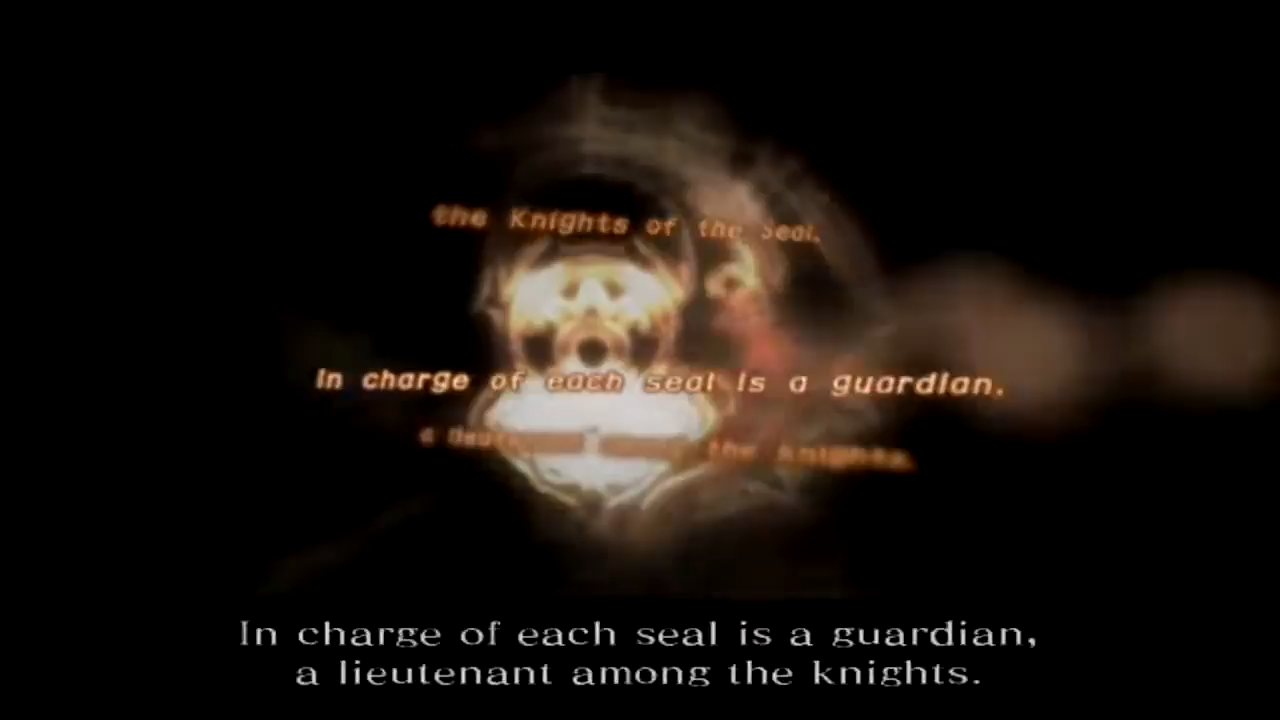 the Knights of the Seal.
In charge of each seal is a guardian.
the knights.
In charge of each seal is a guardian,
a lieutenant among the knights.